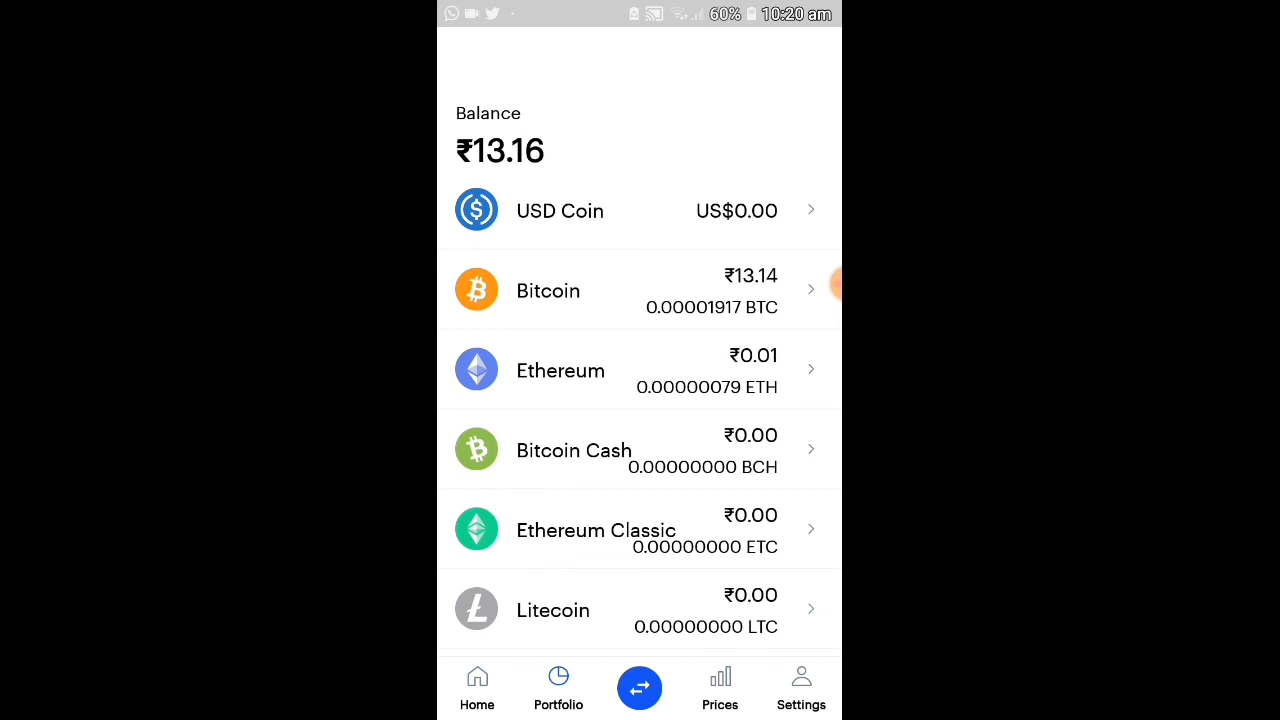 60% 10:20 am
Balance
₹13.16
USD Coin US$0.00
Bitcoin ₹13.14
0.00001917 BTC
Ethereum ₹0.01
0.00000079 ETH
Bitcoin Cash ₹0.00
0.00000000 BCH
Ethereum Classic ₹0.00
0.00000000 ETC
Litecoin ₹0.00
0.00000000 LTC
Home Portfolio Prices Settings